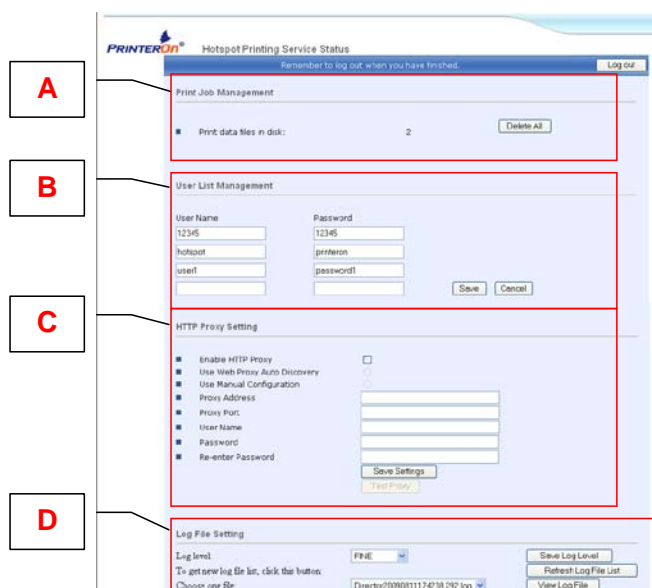 PRINTERON® Hotspot Printing Service Status
Remember to log out when you have finished. Log out
A
Print Job Management
Print data files in disk: 2 Delete All
B
User List Management
User Name Password
12345 12345
hotspot printeron
user1 password1
Save Cancel
C
HTTP Proxy Setting
Enable HTTP Proxy
Use Web Proxy Auto Discovery
Use Manual Configuration
Proxy Address
Proxy Port
User Name
Password
Re-enter Password
Save Settings
Test Proxy
D
Log File Setting
Log level FINE Save Log Level
To get new log file list, click this button: Refresh Log File List
Choose one file Director20090811174238.292.log View Log File